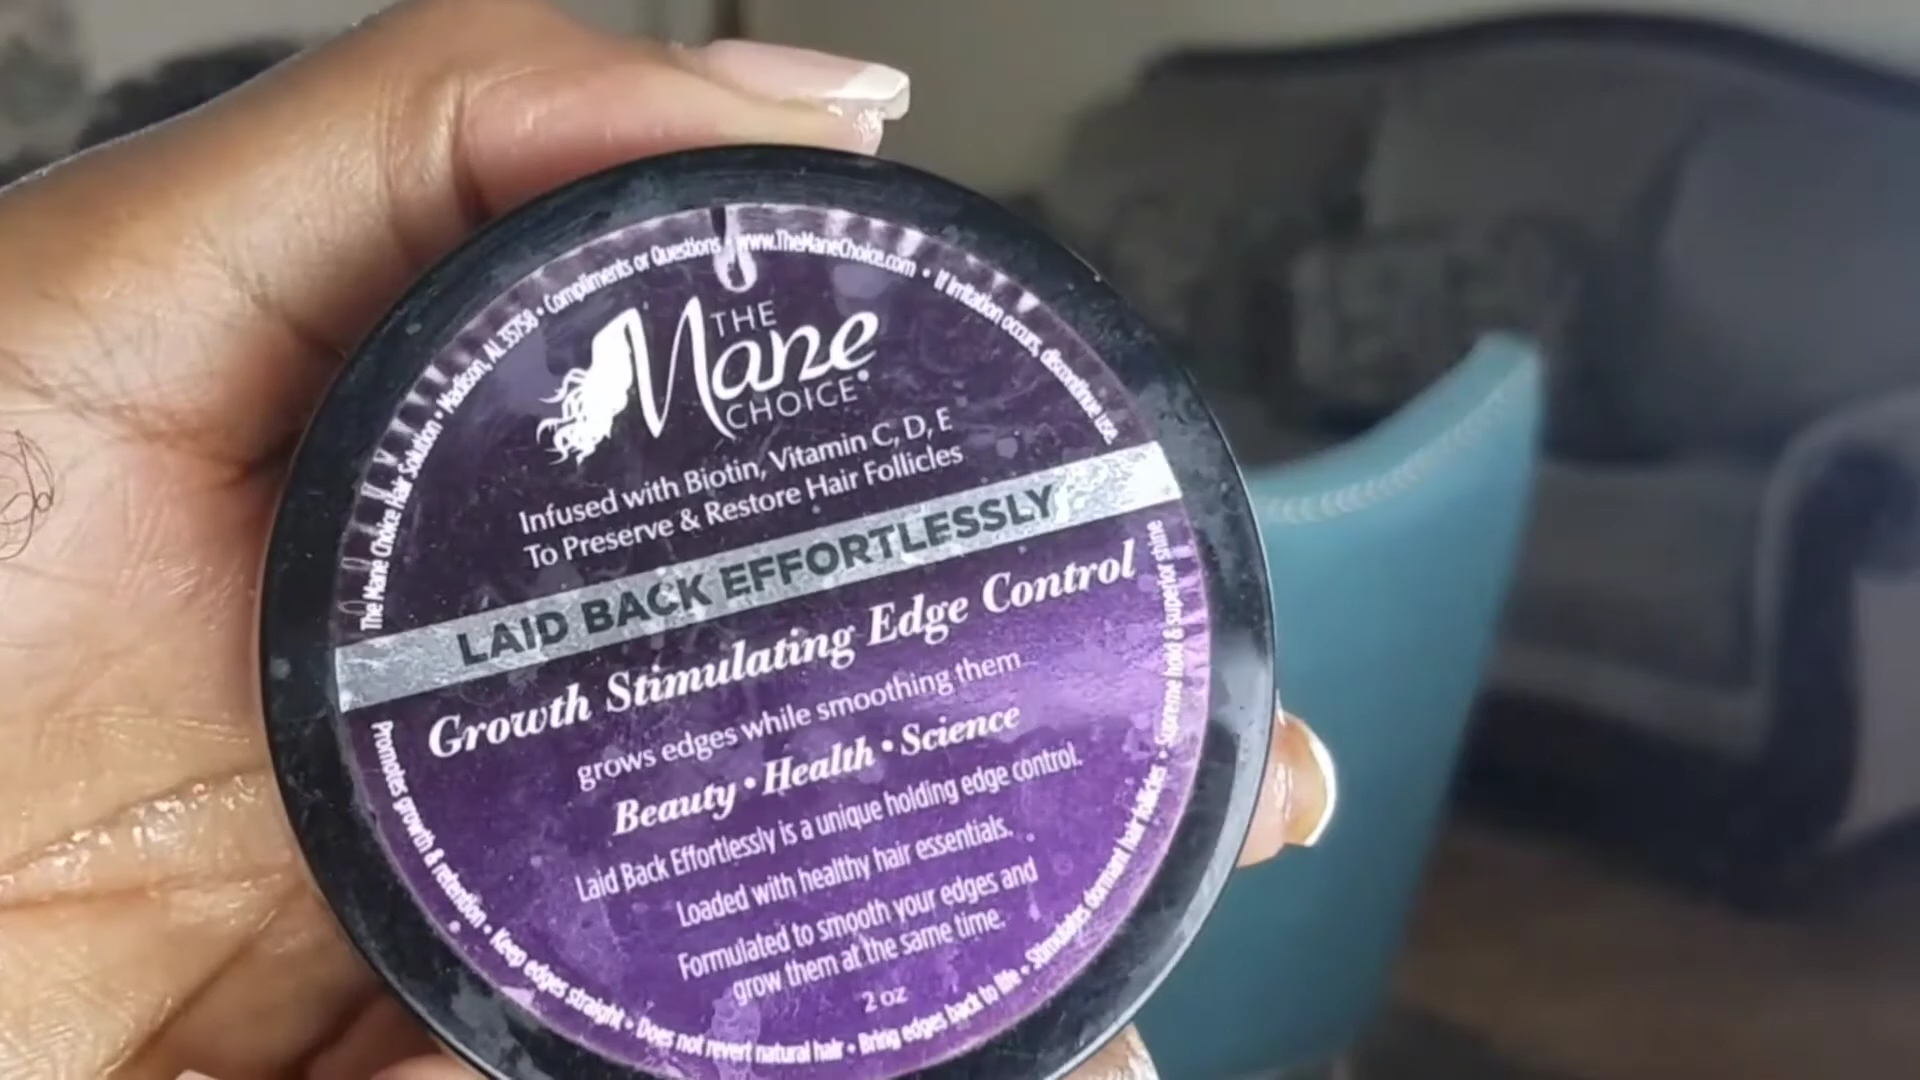 The Mane Choice Hair Solution • Madison, AL 35758 • Compliments or Questions • www.TheManeChoice.com • If irritation occurs, discontinue use.
THE
Mane
CHOICE
Infused with Biotin, Vitamin C, D, E
To Preserve & Restore Hair Follicles
LAID BACK EFFORTLESSLY
Growth Stimulating Edge Control
grows edges while smoothing them
Beauty • Health • Science
Laid Back Effortlessly is a unique holding edge control.
Loaded with healthy hair essentials.
Formulated to smooth your edges and
grow them at the same time.
2 oz
Promotes growth & retention • Keep edges straight • Does not revert natural hair • Bring edges back to life • Stimulates dormant hair follicles • Supreme hold & superior shine